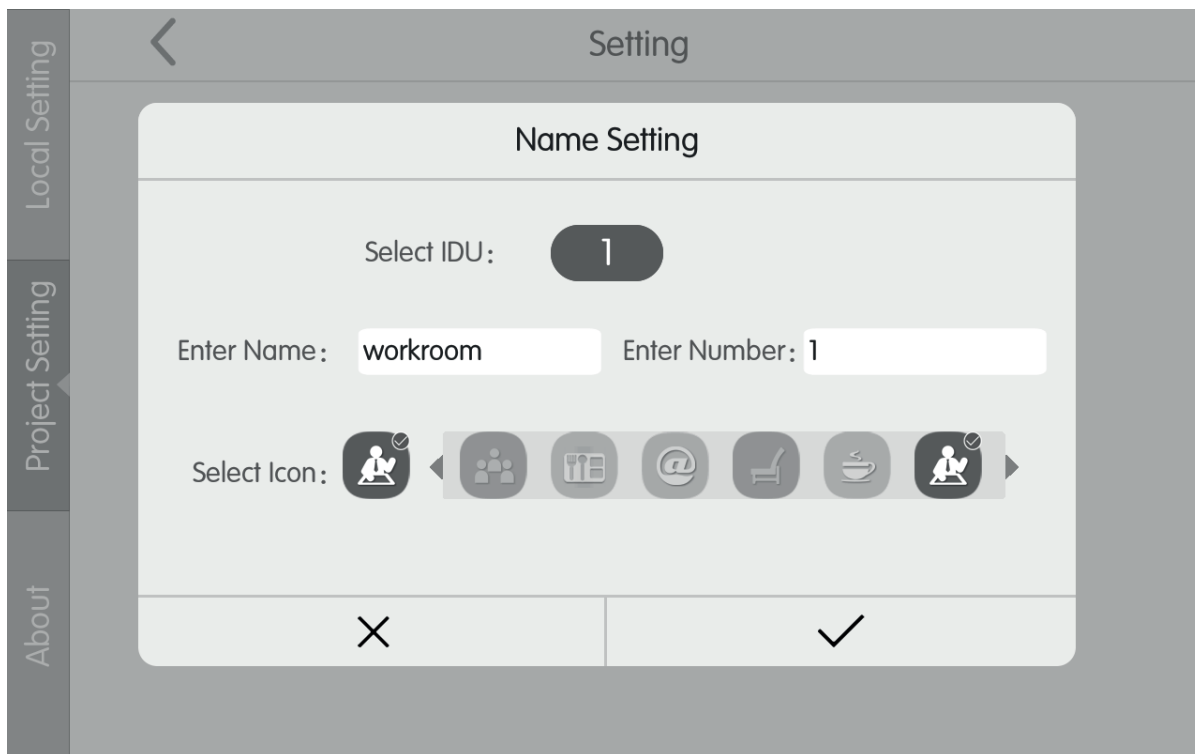 Setting
Local Setting
Project Setting
About
Name Setting
Select IDU: 1
Enter Name: workroom Enter Number: 1
Select Icon: @